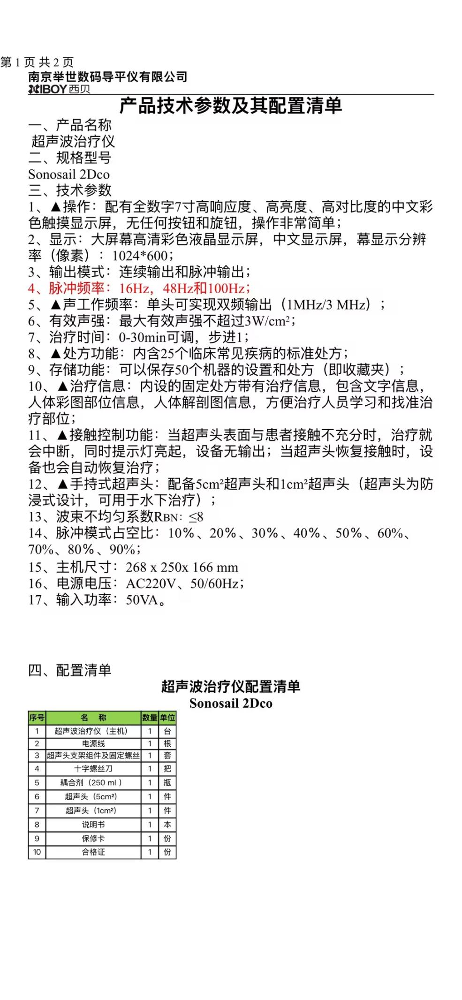 第 1 页 共 2 页
南京举世数码导平仪有限公司
XIBOY 西贝
产品技术参数及其配置清单
一、产品名称
超声波治疗仪
二、规格型号
Sonosail 2Dco
三、技术参数
1、▲操作：配有全数字7寸高响应度、高亮度、高对比度的中文彩
色触摸显示屏，无任何按钮和旋钮，操作非常简单；
2、显示：大屏幕高清彩色液晶显示屏，中文显示屏，幕显示分辨
率（像素）：1024*600；
3、输出模式：连续输出和脉冲输出；
4、脉冲频率：16Hz，48Hz和100Hz；
5、▲声工作频率：单头可实现双频输出（1MHz/3 MHz）；
6、有效声强：最大有效声强不超过3W/cm²；
7、治疗时间：0-30min可调，步进1；
8、▲处方功能：内含25个临床常见疾病的标准处方；
9、存储功能：可以保存50个机器的设置和处方（即收藏夹）；
10、▲治疗信息：内设的固定处方带有治疗信息，包含文字信息，
人体彩图部位信息，人体解剖图信息，方便治疗人员学习和找准治
疗部位；
11、▲接触控制功能：当超声头表面与患者接触不充分时，治疗就
会中断，同时提示灯亮起，设备无输出；当超声头恢复接触时，设
备也会自动恢复治疗；
12、▲手持式超声头：配备5cm²超声头和1cm²超声头（超声头为防
浸式设计，可用于水下治疗）；
13、波束不均匀系数RBN：≤8
14、脉冲模式占空比：10%、20%、30%、40%、50%、60%、
70%、80%、90%；
15、主机尺寸：268 x 250x 166 mm
16、电源电压：AC220V、50/60Hz；
17、输入功率：50VA。
四、配置清单
超声波治疗仪配置清单
Sonosail 2Dco
序号 名 称 数量 单位
1 超声波治疗仪（主机） 1 台
2 电源线 1 根
3 超声头支架组件及固定螺丝 1 套
4 十字螺丝刀 1 把
5 耦合剂（250 ml ） 1 瓶
6 超声头（5cm²） 1 件
7 超声头（1cm²） 1 件
8 说明书 1 本
9 保修卡 1 份
10 合格证 1 份